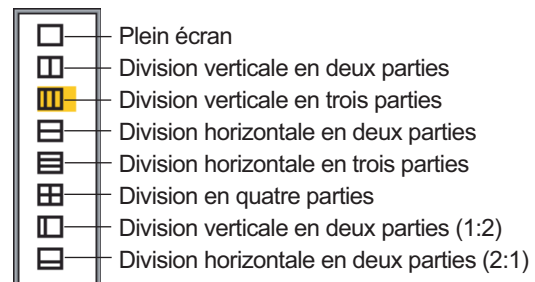 Plein écran
Division verticale en deux parties
Division verticale en trois parties
Division horizontale en deux parties
Division horizontale en trois parties
Division en quatre parties
Division verticale en deux parties (1:2)
Division horizontale en deux parties (2:1)